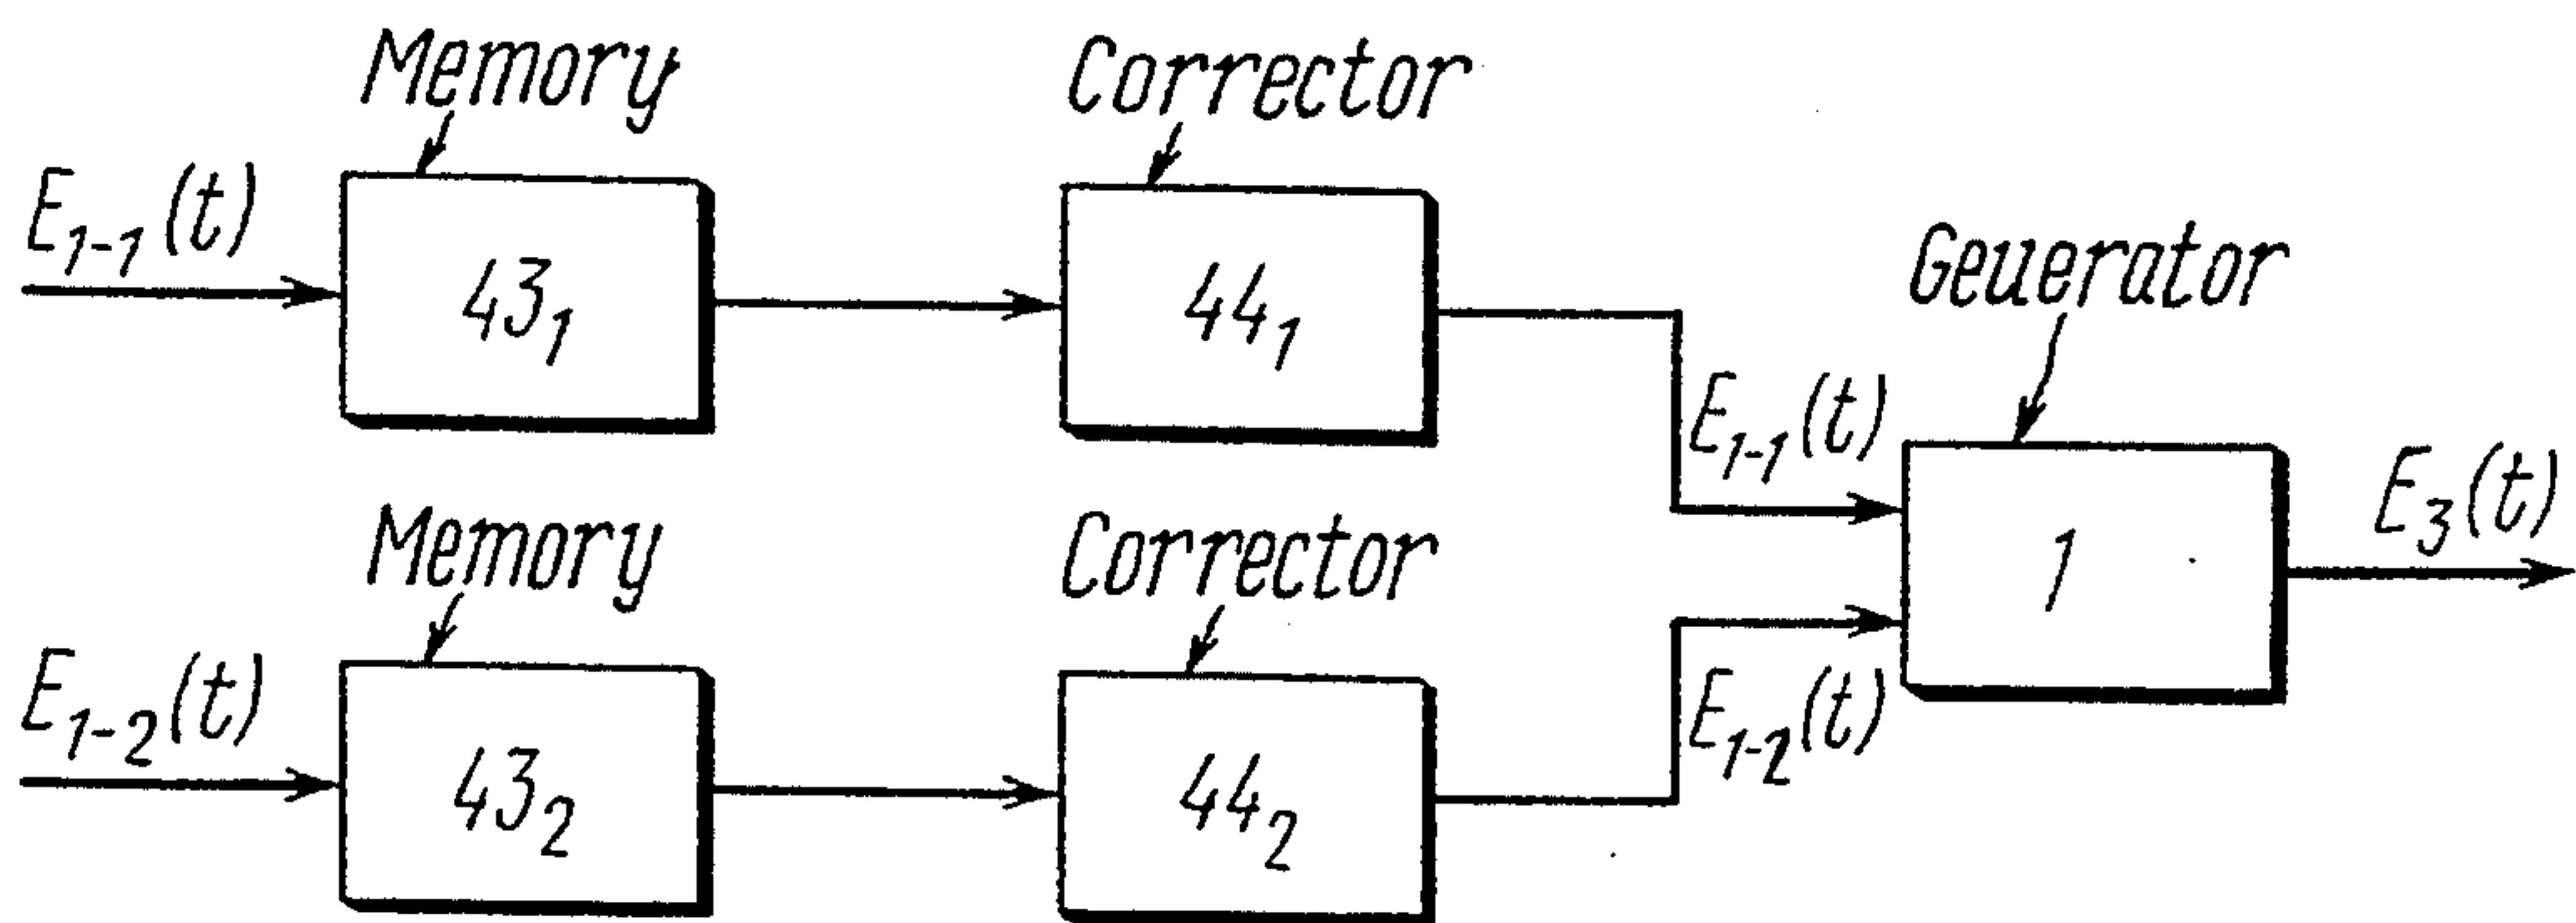 Memory
Corrector
E₁₋₁(t)
43₁
44₁
Geuerator
E₁₋₁(t)
1
E₃(t)
Memory
Corrector
E₁₋₂(t)
43₂
44₂
E₁₋₂(t)